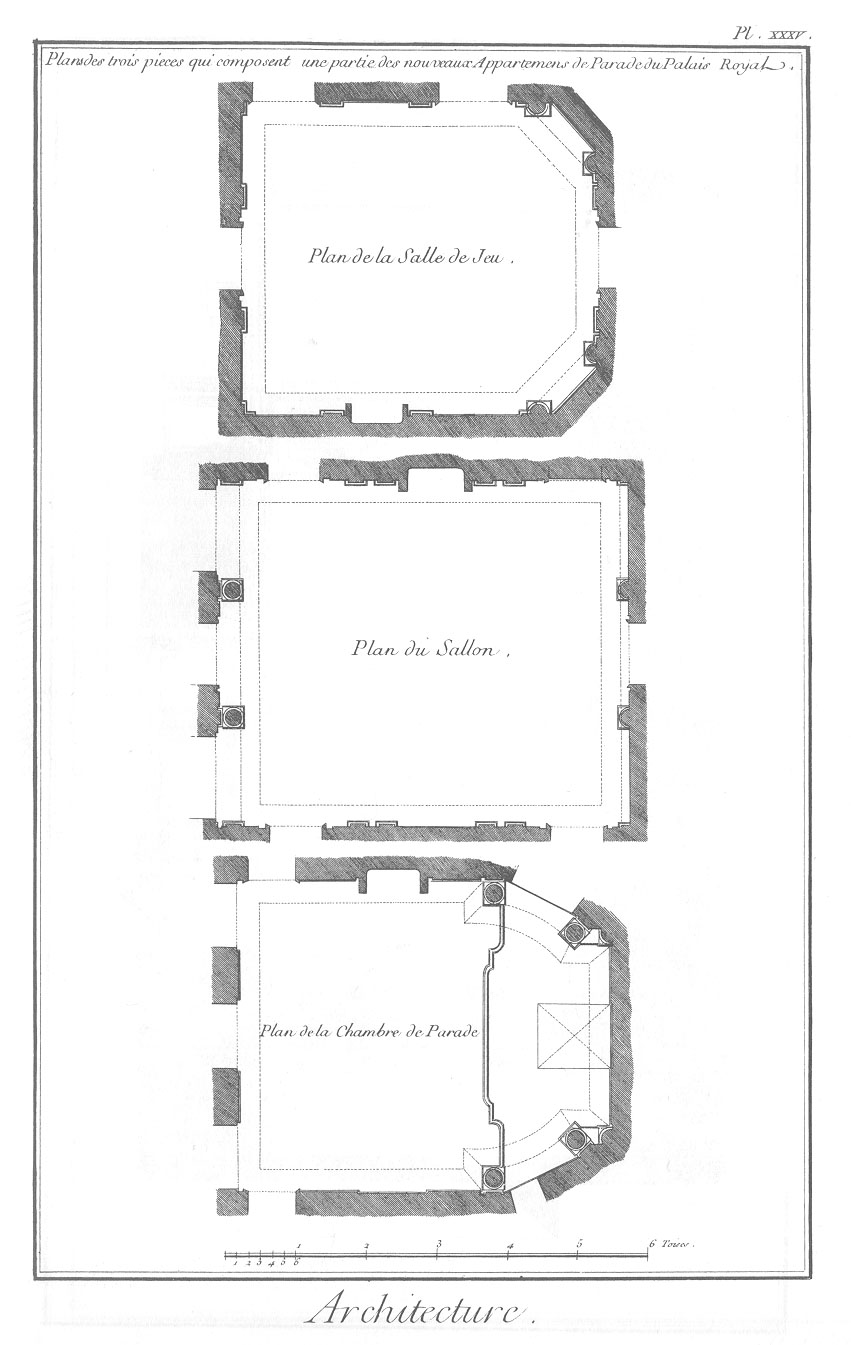 Pl. XXXV.
Plans des trois pieces qui composent une partie des nouveaux Appartemens de Parade du Palais Royal.
Plan de la Salle de Jeu.
Plan du Sallon.
Plan de la Chambre de Parade
1 2 3 4 5 6 Toises.
1 2 3 4 5 6
Architecture.